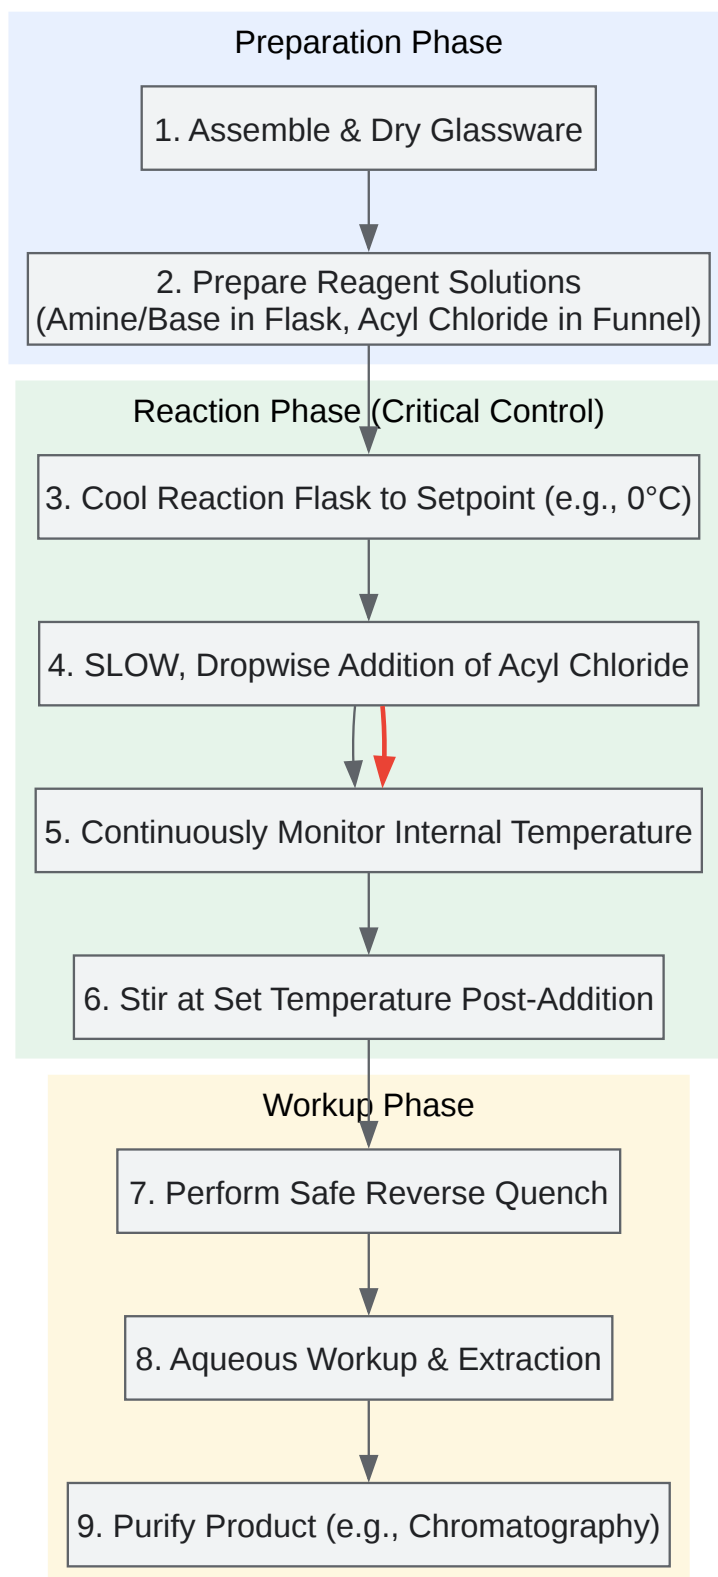 Preparation Phase
1. Assemble & Dry Glassware
2. Prepare Reagent Solutions
(Amine/Base in Flask, Acyl Chloride in Funnel)
Reaction Phase (Critical Control)
3. Cool Reaction Flask to Setpoint (e.g., 0°C)
4. SLOW, Dropwise Addition of Acyl Chloride
5. Continuously Monitor Internal Temperature
6. Stir at Set Temperature Post-Addition
Workup Phase
7. Perform Safe Reverse Quench
8. Aqueous Workup & Extraction
9. Purify Product (e.g., Chromatography)